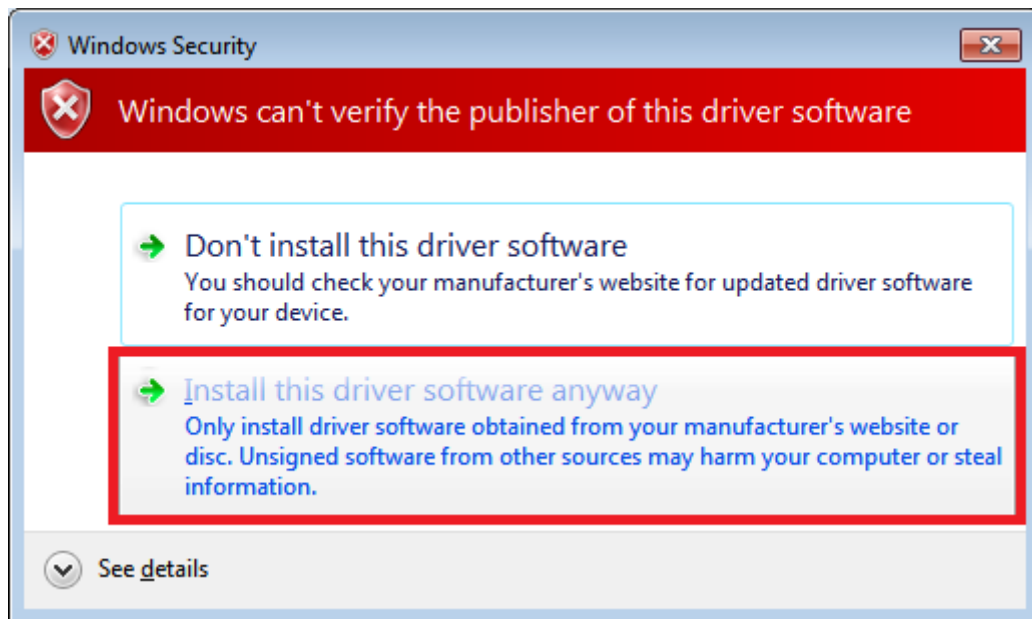 Windows Security
Windows can't verify the publisher of this driver software
Don't install this driver software
You should check your manufacturer's website for updated driver software
for your device.
Install this driver software anyway
Only install driver software obtained from your manufacturer's website or
disc. Unsigned software from other sources may harm your computer or steal
information.
See details